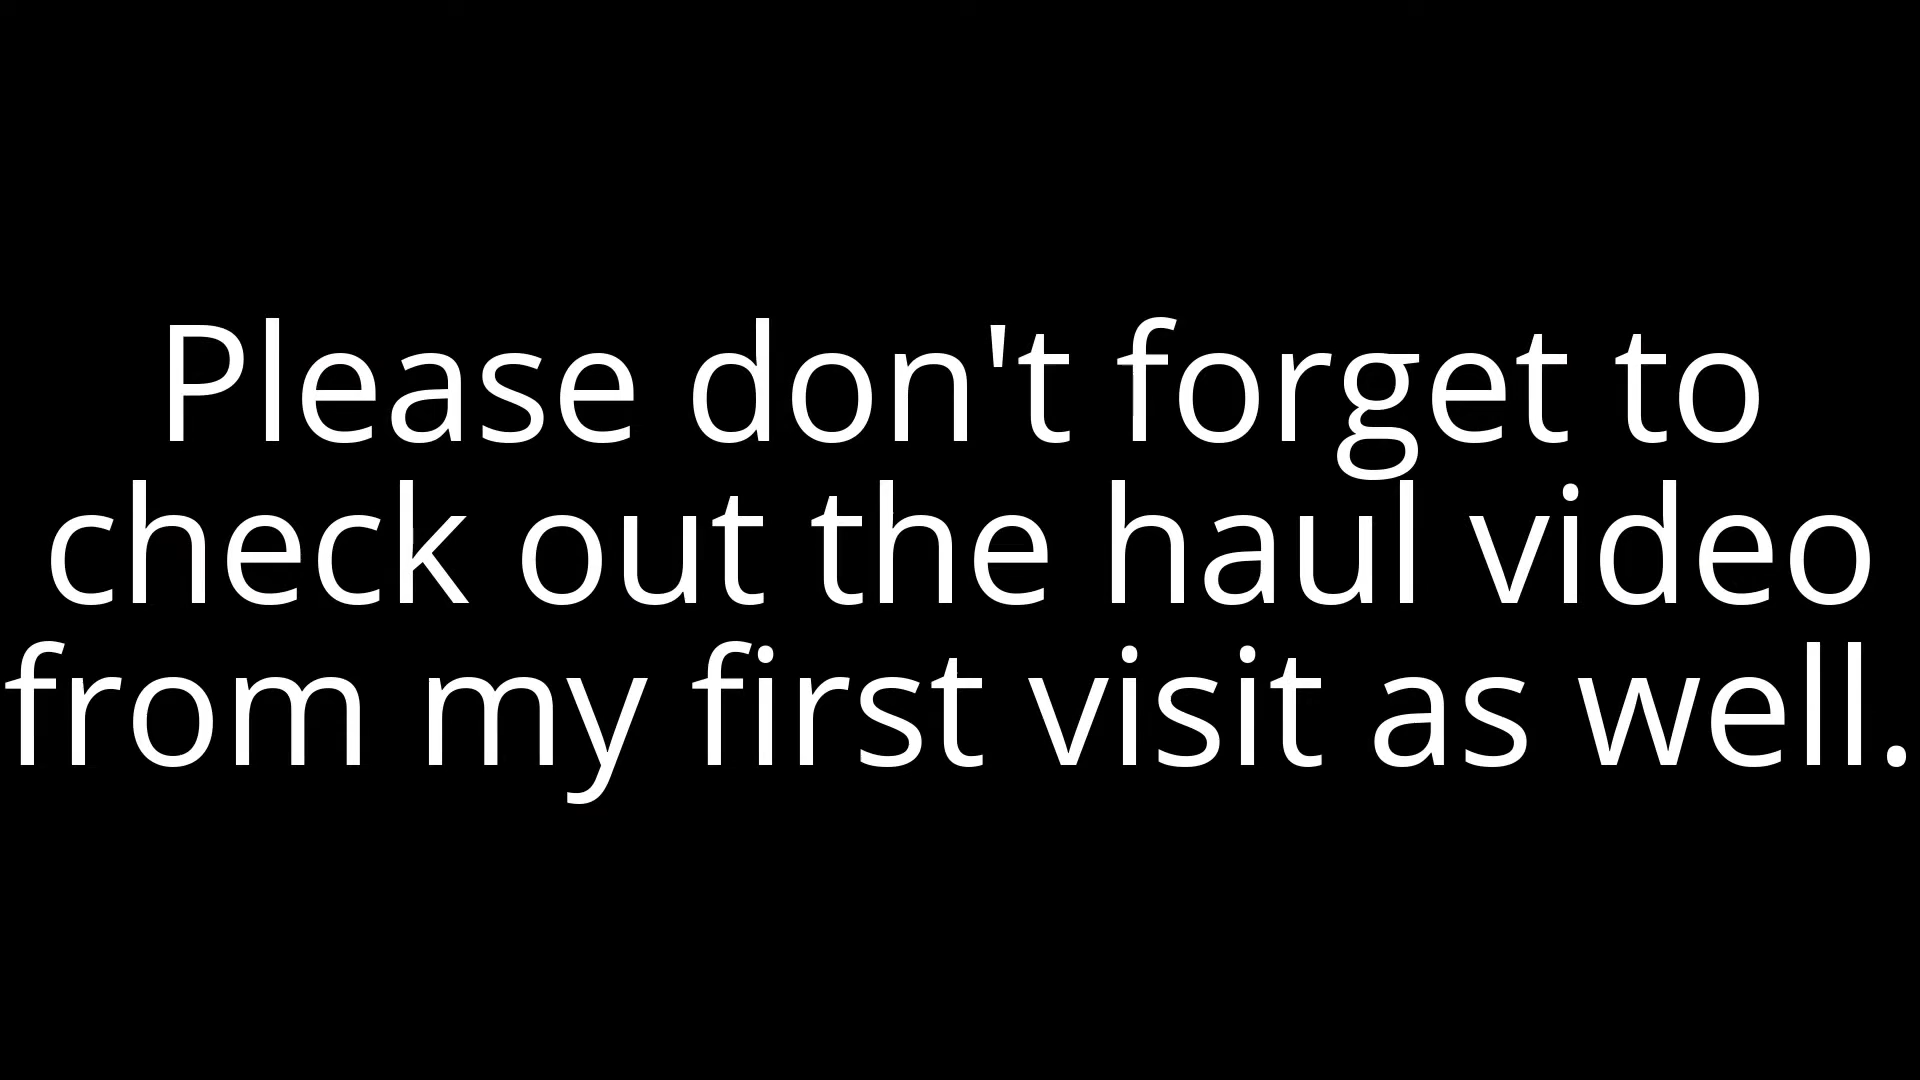 Please don't forget to
check out the haul video
from my first visit as well.